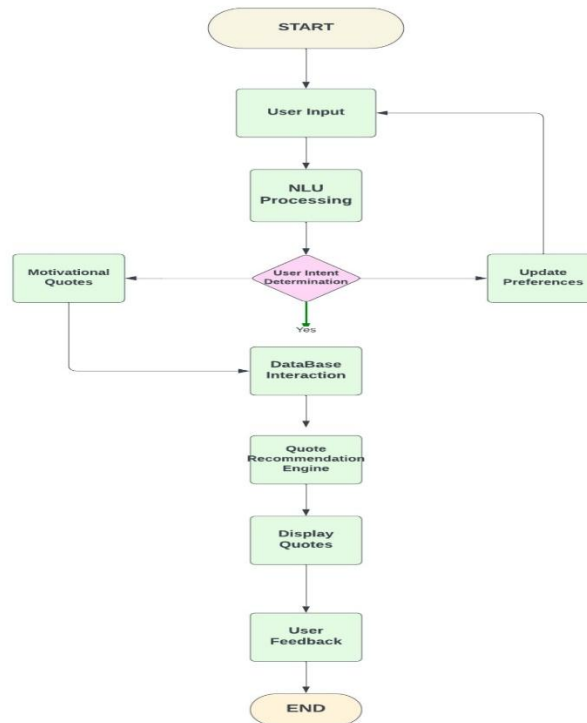 START
User Input
NLU
Processing
User Intent
Determination
Motivational
Quotes
Update
Preferences
Yes
DataBase
Interaction
Quote
Recommendation
Engine
Display
Quotes
User
Feedback
END